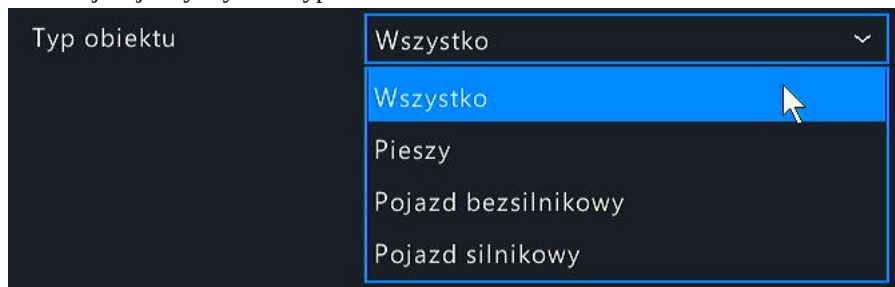 Typ obiektu
Wszystko
Wszystko
Pieszy
Pojazd bezsilnikowy
Pojazd silnikowy